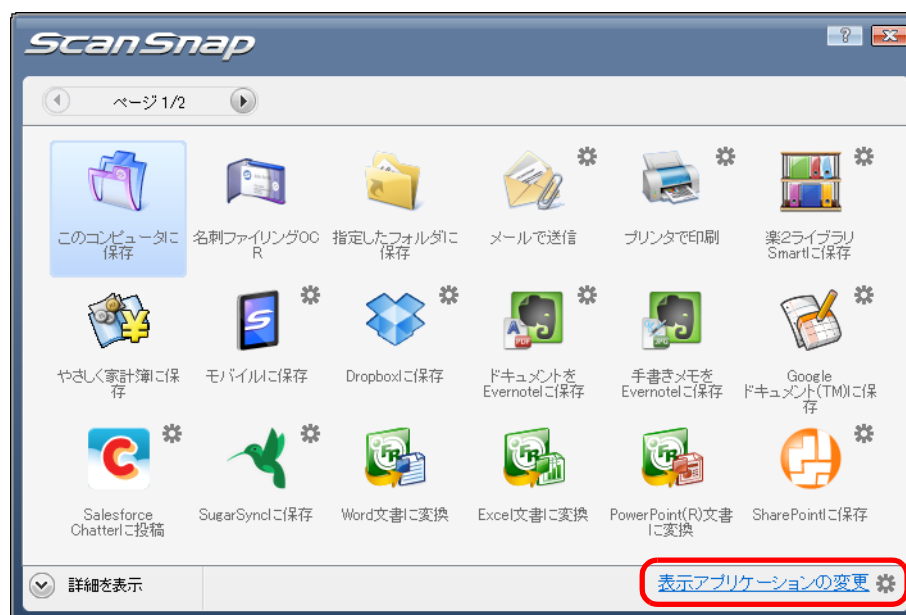 ScanSnap
?
ページ 1/2
このコンピュータに
保存
名刺ファイリングOC
R
指定したフォルダに
保存
メールで送信
プリンタで印刷
楽2ライブラリ
Smartに保存
やさしく家計簿に保
存
モバイルに保存
Dropboxに保存
ドキュメントを
Evernoteに保存
手書きメモを
Evernoteに保存
Google
ドキュメント(TM)に保
存
Salesforce
Chatterに投稿
SugarSyncに保存
Word文書に変換
Excel文書に変換
PowerPoint(R)文書
に変換
SharePointに保存
詳細を表示
表示アプリケーションの変更